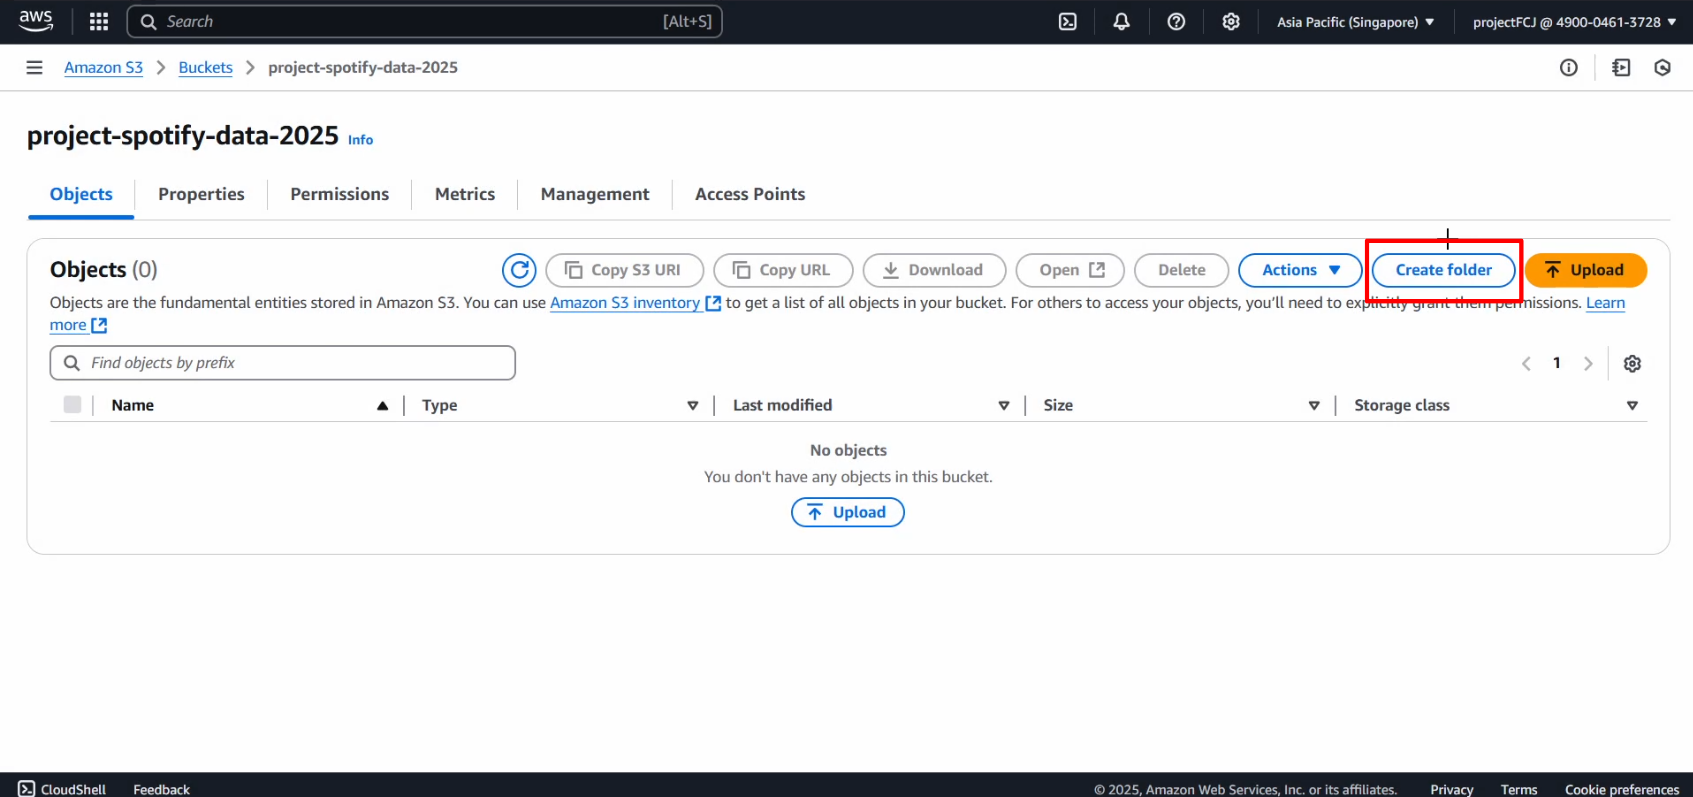 aws
Search [Alt+S] Asia Pacific (Singapore) projectFCJ @ 4900-0461-3728
Amazon S3 Buckets project-spotify-data-2025
project-spotify-data-2025 Info
Objects Properties Permissions Metrics Management Access Points
Objects (0) Copy S3 URI Copy URL Download Open Delete Actions Create folder Upload
Objects are the fundamental entities stored in Amazon S3. You can use Amazon S3 inventory to get a list of all objects in your bucket. For others to access your objects, you'll need to explicitly grant them permissions. Learn
more
Find objects by prefix 1
Name Type Last modified Size Storage class
No objects
You don't have any objects in this bucket.
Upload
CloudShell Feedback © 2025, Amazon Web Services, Inc. or its affiliates. Privacy Terms Cookie preferences